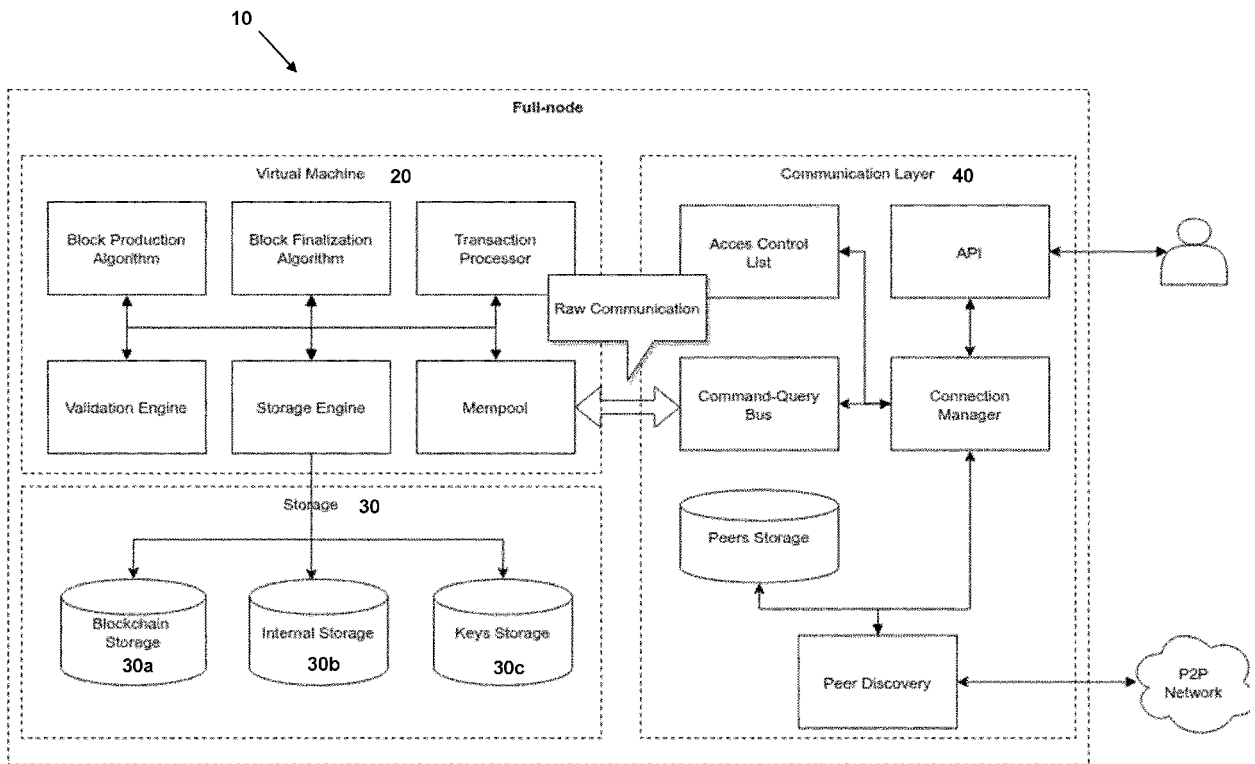 10
Full-node
Virtual Machine 20
Block Production
Algorithm
Block Finalization
Algorithm
Transaction
Processor
Validation Engine
Storage Engine
Mempool
Raw Communication
Storage 30
Blockchain
Storage
30a
Internal Storage
30b
Keys Storage
30c
Communication Layer 40
Acces Control
List
API
Command-Query
Bus
Connection
Manager
Peers Storage
Peer Discovery
P2P
Network